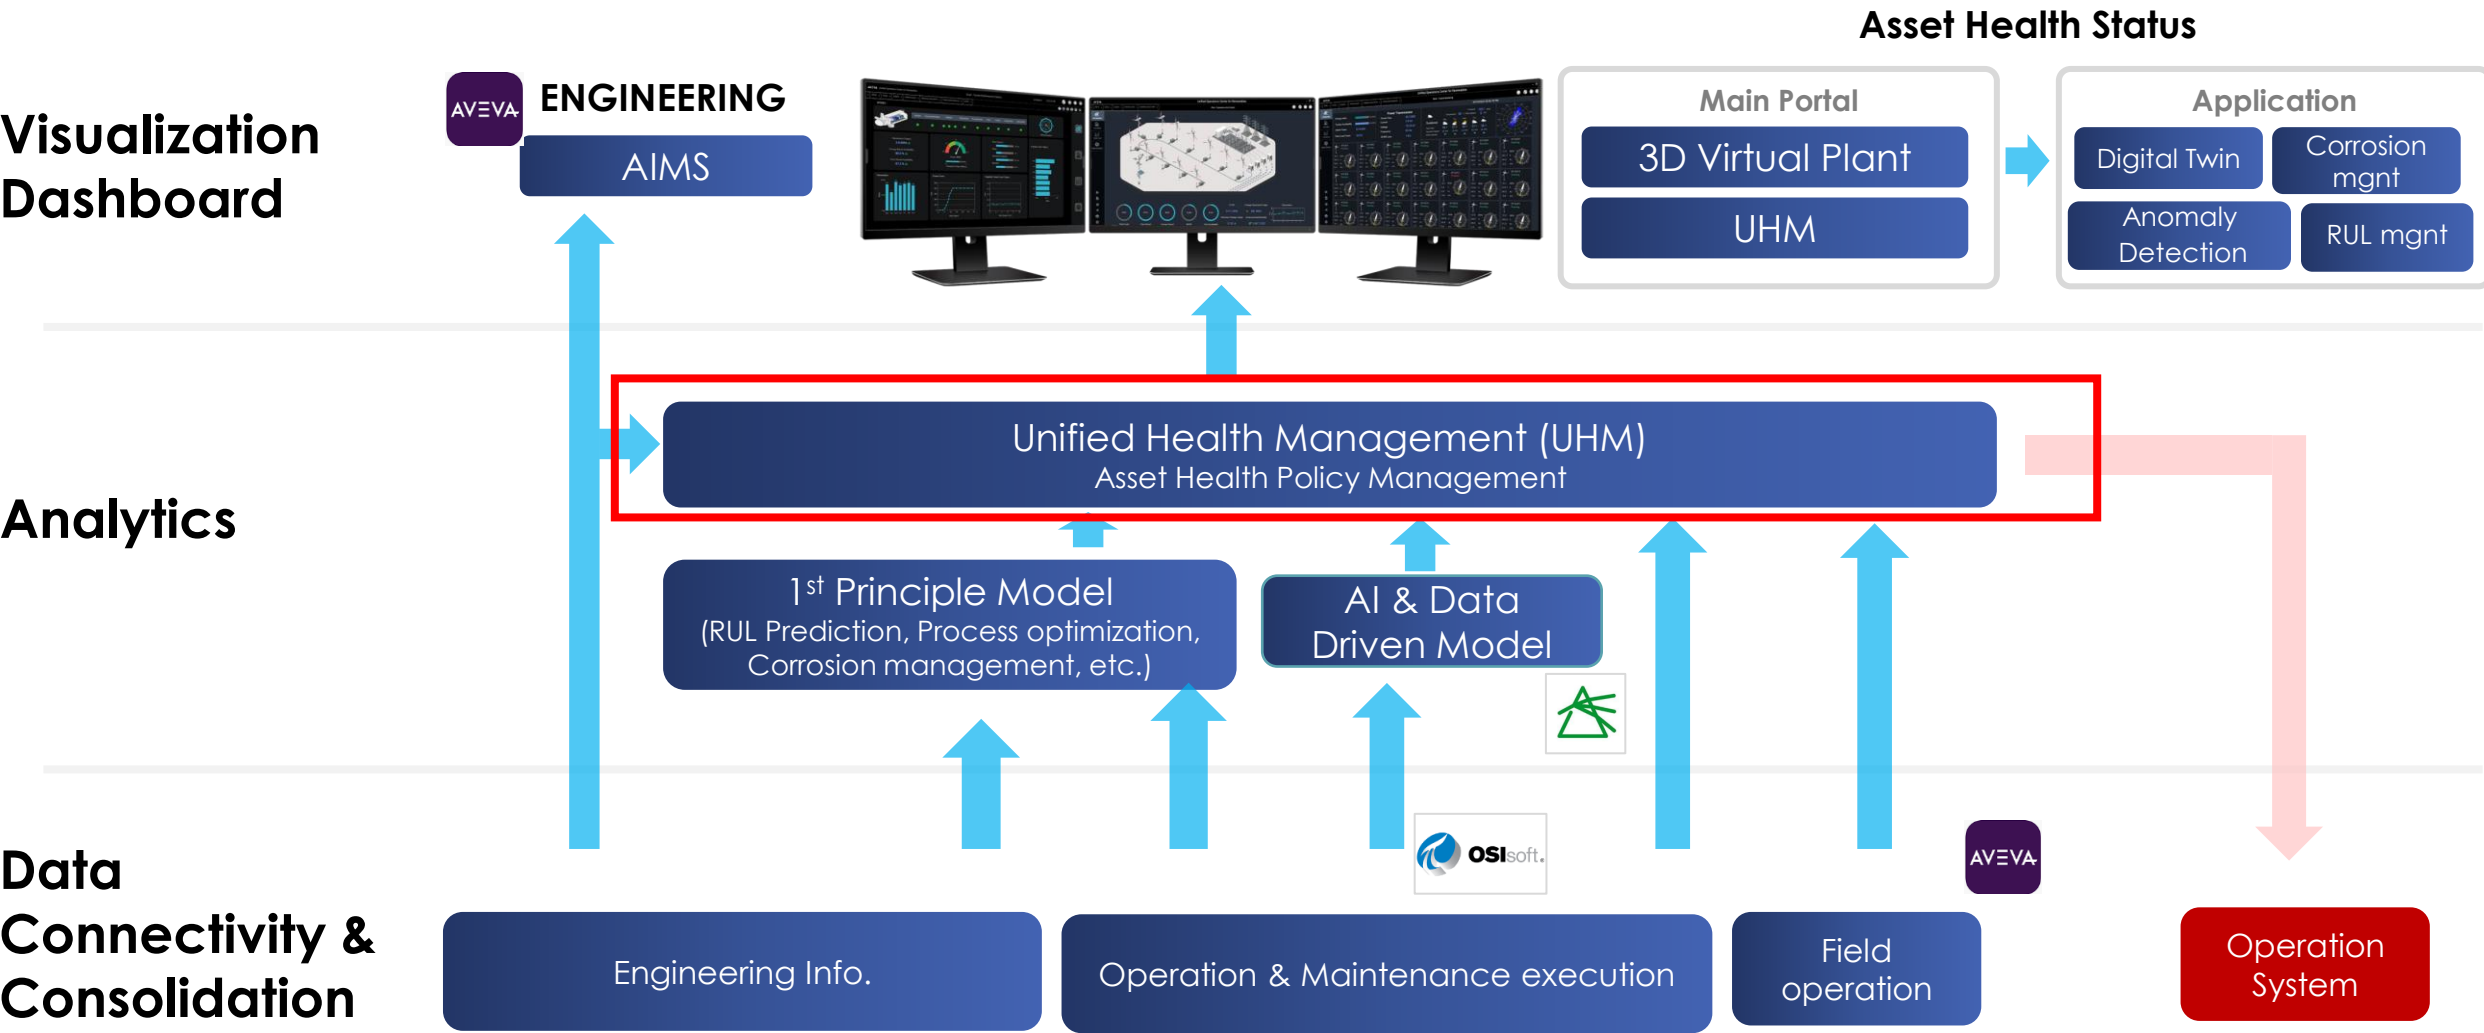 Asset Health Status
Visualization
Dashboard
AVEVA
ENGINEERING
AIMS
Main Portal
3D Virtual Plant
UHM
Application
Digital Twin
Corrosion
mgnt
Anomaly
Detection
RUL mgnt
Analytics
Unified Health Management (UHM)
Asset Health Policy Management
1st Principle Model
(RUL Prediction, Process optimization,
Corrosion management, etc.)
AI & Data
Driven Model
Data
Connectivity &
Consolidation
OSIsoft.
AVEVA
Engineering Info.
Operation & Maintenance execution
Field
operation
Operation
System